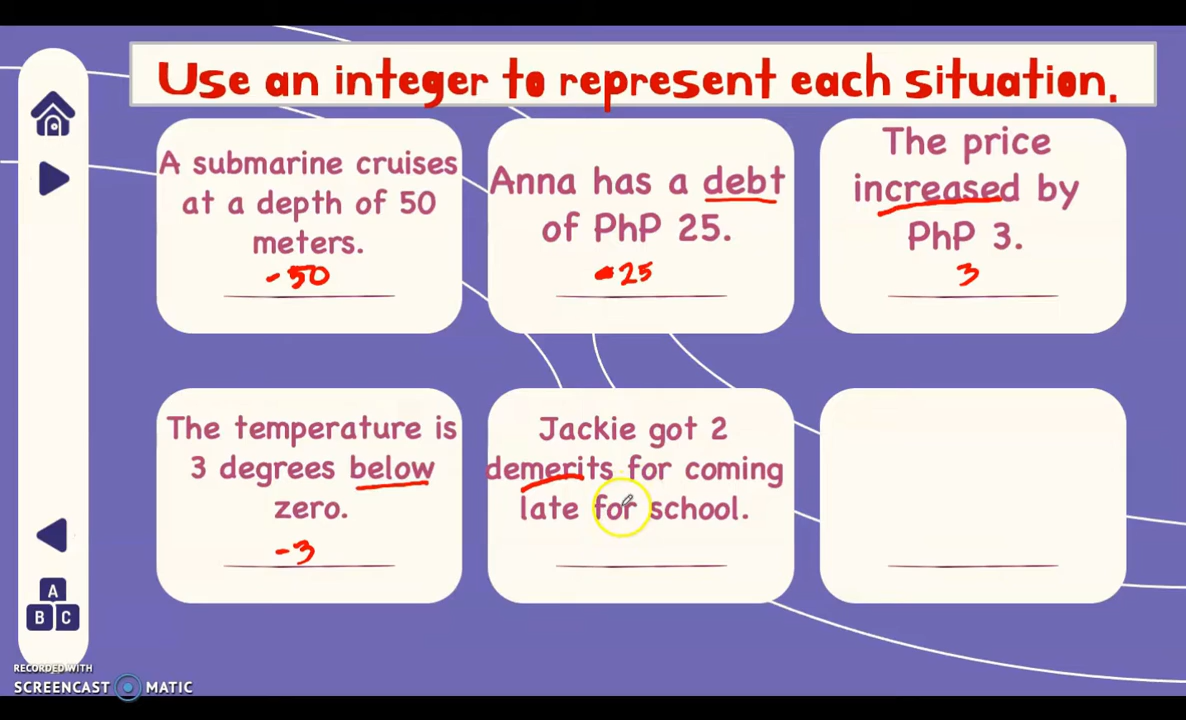 Use an integer to represent each situation.
A submarine cruises
at a depth of 50
meters.
-50
Anna has a debt
of PhP 25.
-25
The price
increased by
PhP 3.
3
The temperature is
3 degrees below
zero.
-3
Jackie got 2
demerits for coming
late for school.
A
B C
RECORDED WITH
SCREENCAST MATIC